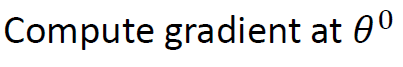 Compute gradient at θ⁰